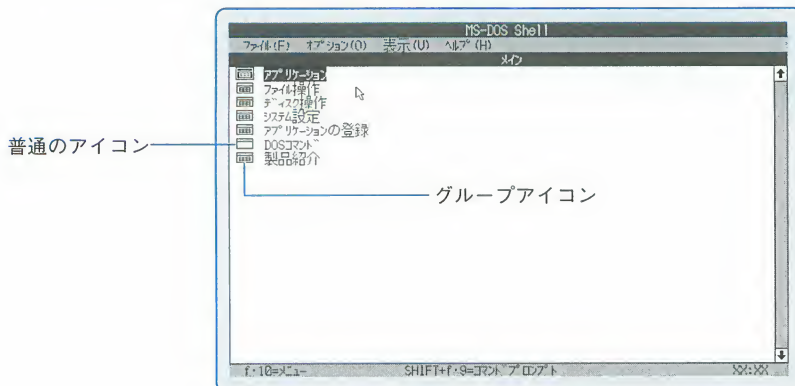 MS-DOS Shell
ﾌｧｲﾙ(F) ｵﾌﾟｼｮﾝ(O) 表示(U) ﾍﾙﾌﾟ(H)
ﾒｲﾝ
ｱﾌﾟﾘｹｰｼｮﾝ
ﾌｧｲﾙ操作
ﾃﾞｨｽｸ操作
ｼｽﾃﾑ設定
ｱﾌﾟﾘｹｰｼｮﾝの登録
DOSｺﾏﾝﾄﾞ
製品紹介
普通のアイコン
グループアイコン
f･10=ﾒﾆｭｰ SHIFT+f･9=ｺﾏﾝﾄﾞﾌﾟﾛﾝﾌﾟﾄ XX:XX